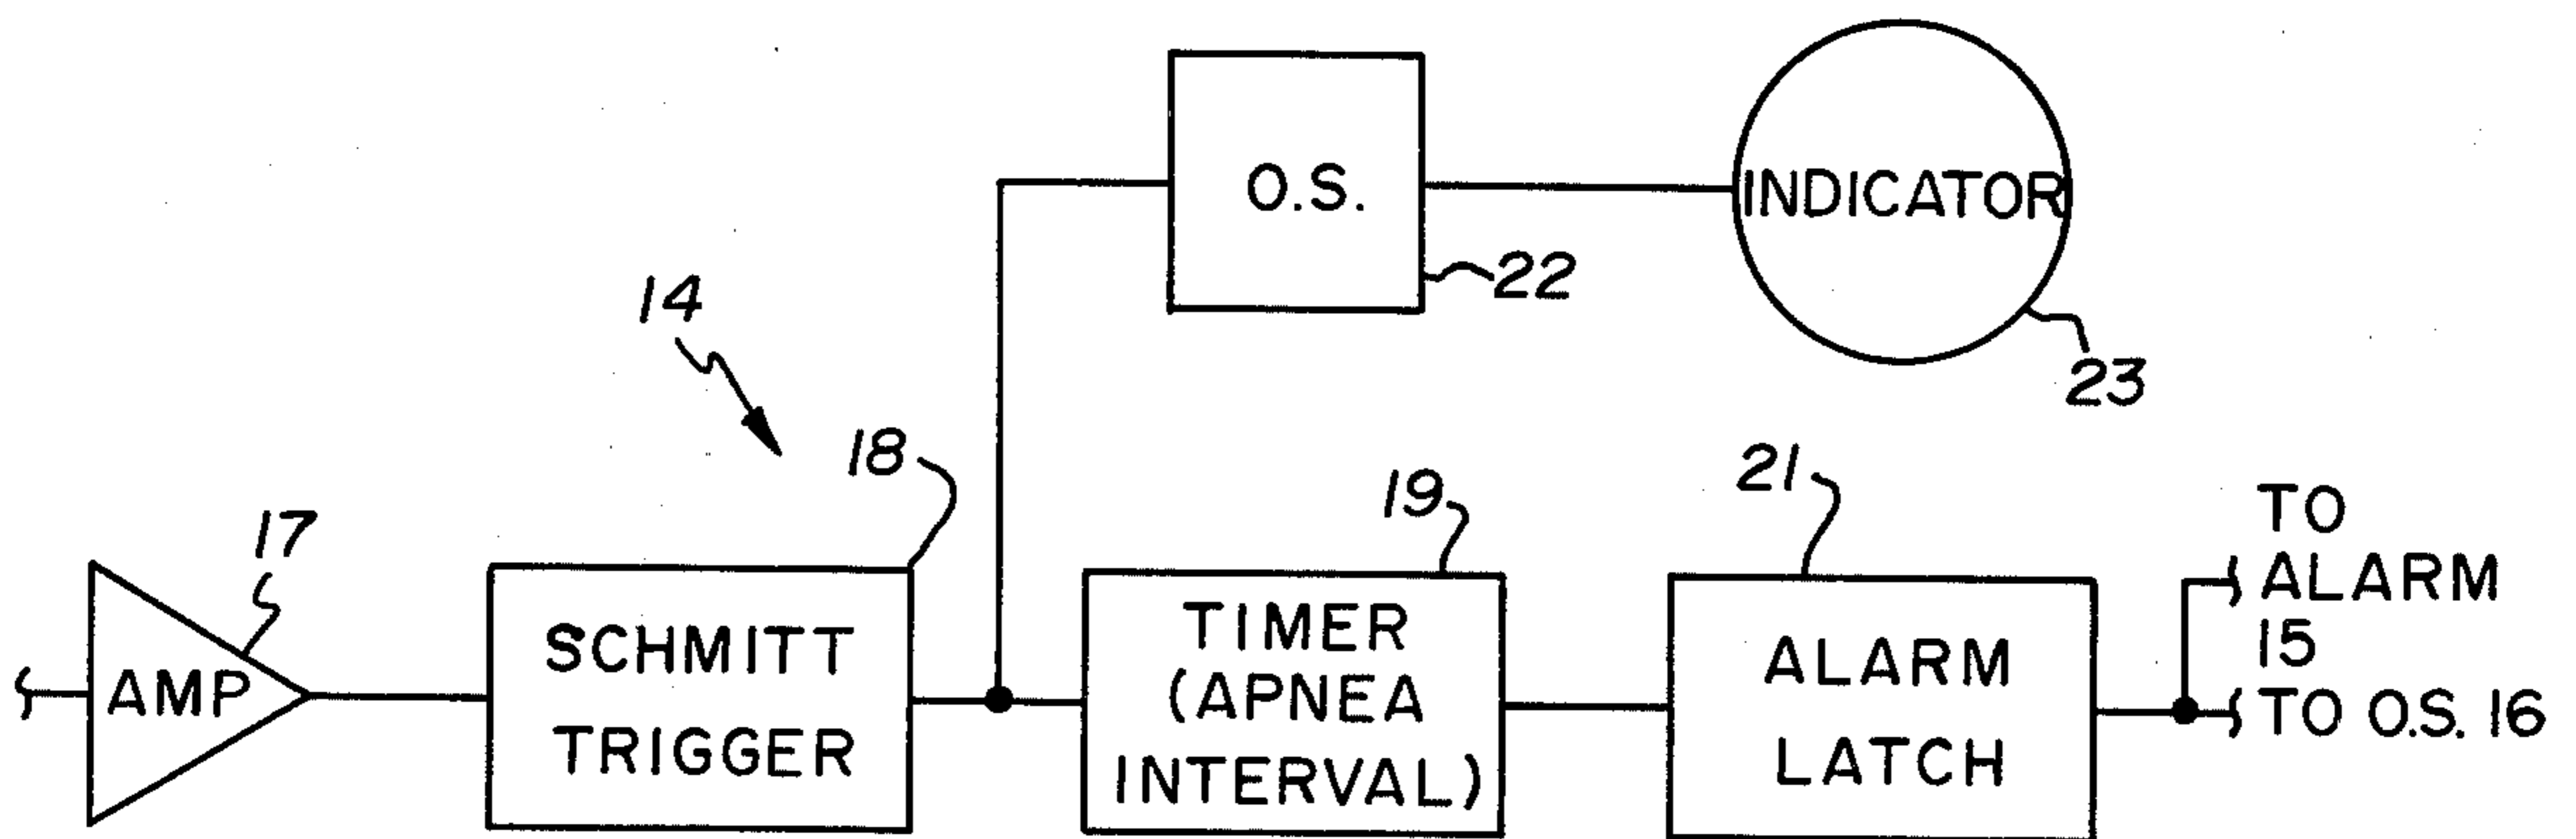 O.S.
INDICATOR
22
14
23
18
19
21
17
TO
ALARM
15
TO O.S. 16
AMP
SCHMITT
TRIGGER
TIMER
(APNEA
INTERVAL)
ALARM
LATCH